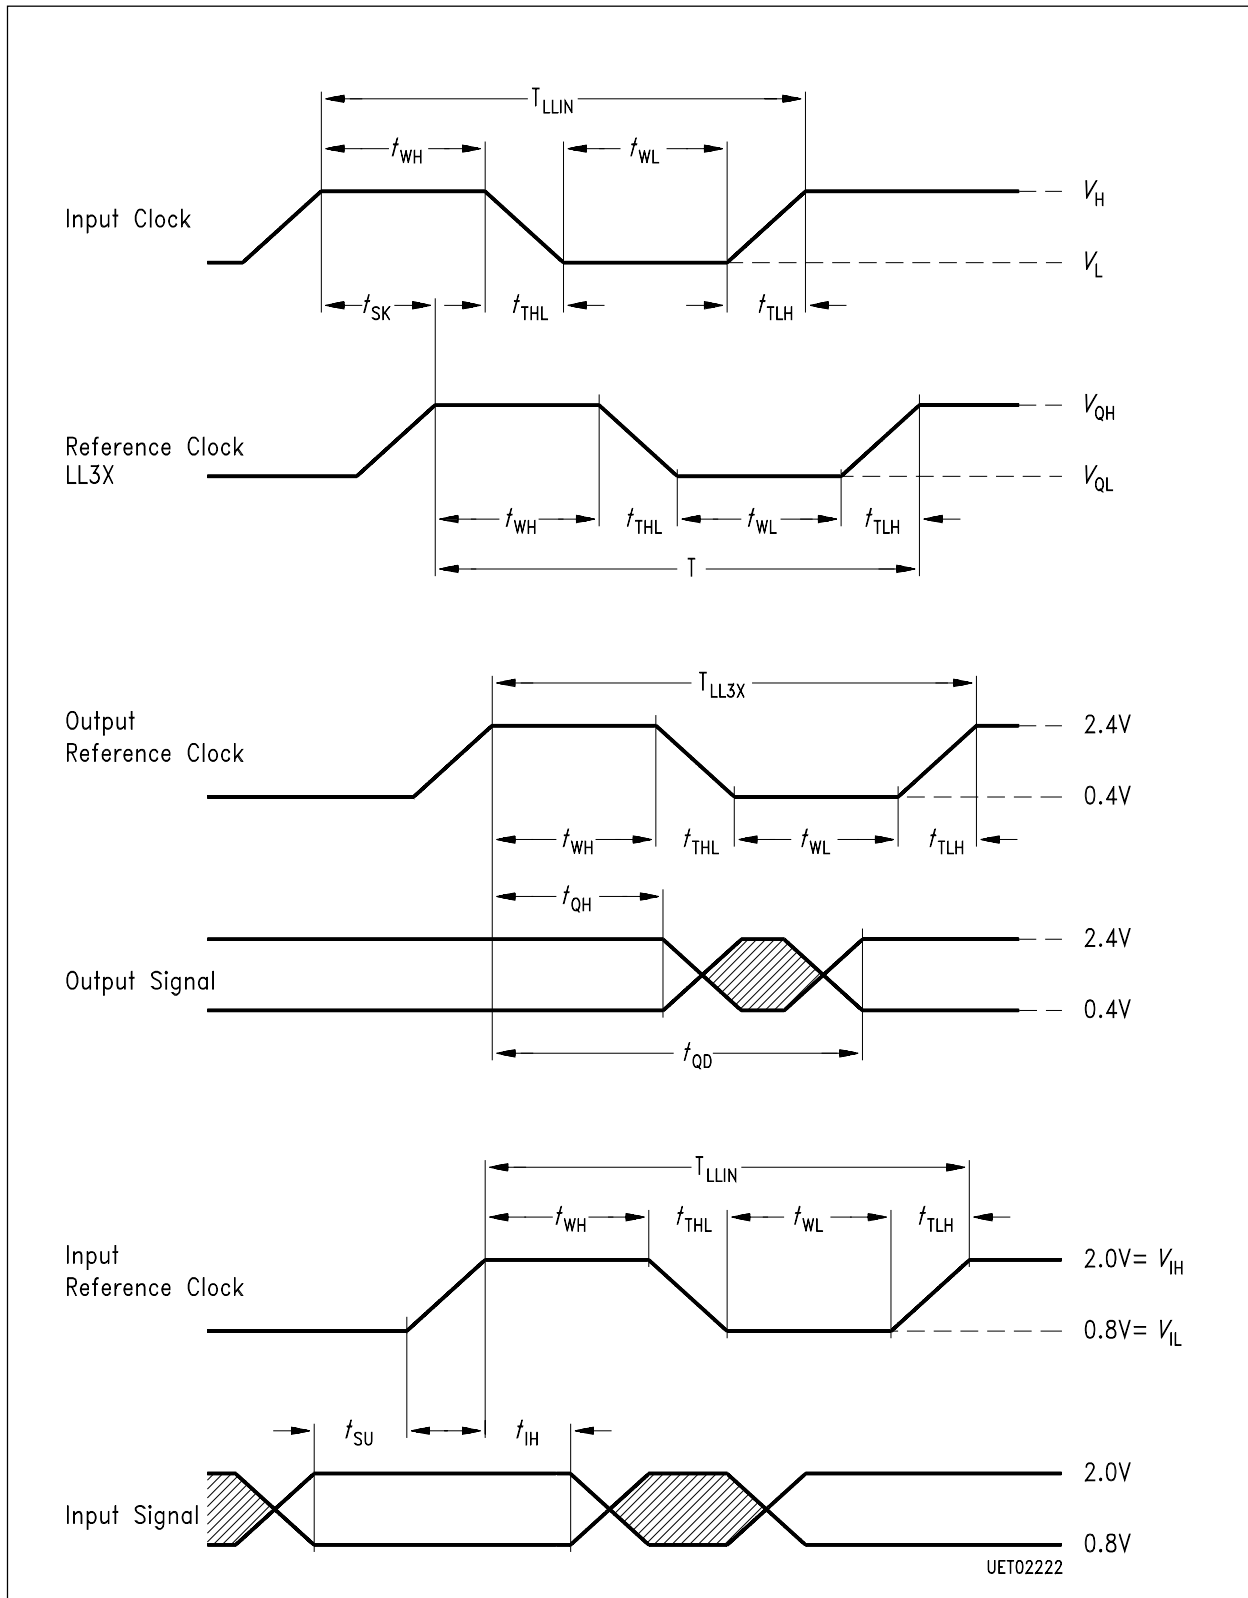 T_LLIN
t_WH t_WL
Input Clock V_H
V_L
t_SK t_THL t_TLH
V_QH
Reference Clock
LL3X V_QL
t_WH t_THL t_WL t_TLH
T
T_LL3X
Output 2.4V
Reference Clock
0.4V
t_WH t_THL t_WL t_TLH
t_QH
2.4V
Output Signal
0.4V
t_QD
T_LLIN
t_WH t_THL t_WL t_TLH
Input 2.0V= V_IH
Reference Clock
0.8V= V_IL
t_SU t_IH
2.0V
Input Signal
0.8V
UET02222